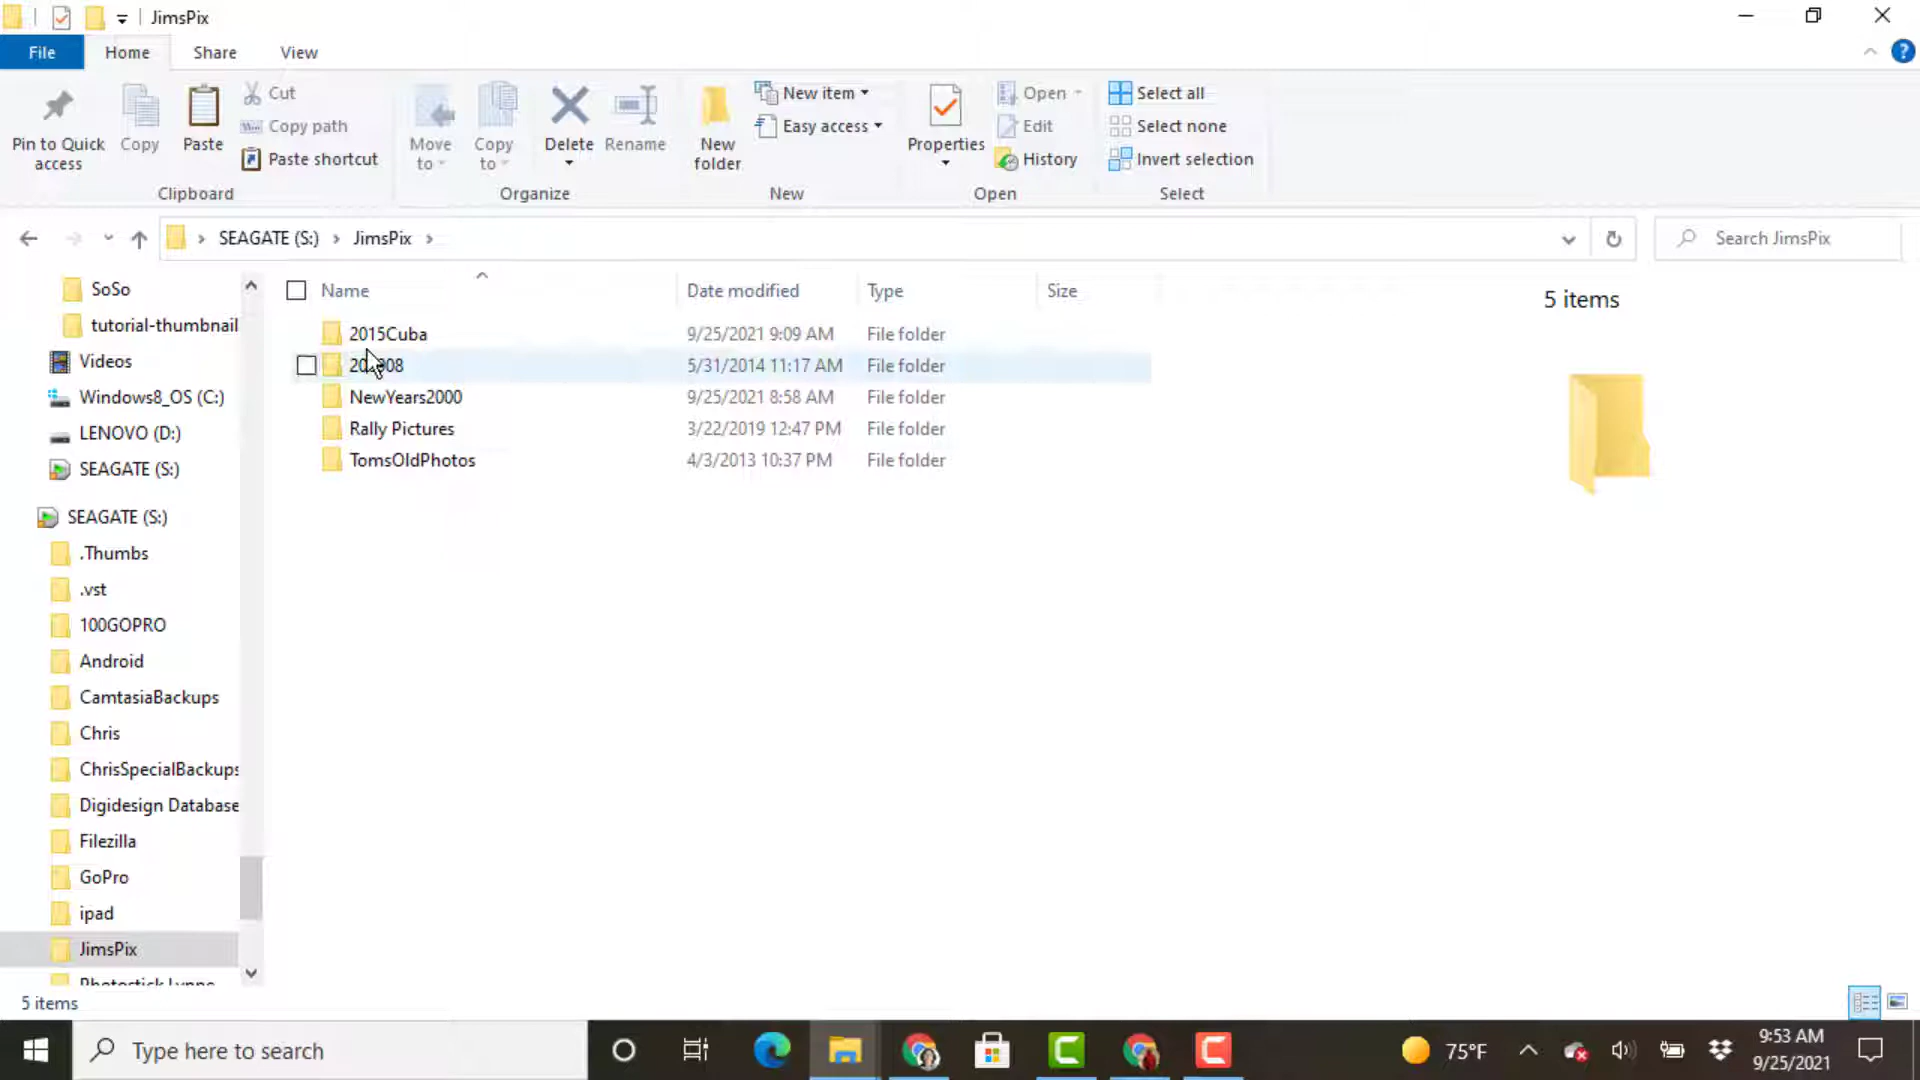 JimsPix
File Home Share View
Pin to Quick access
Copy
Paste
Cut
Copy path
Paste shortcut
Clipboard
Move to
Copy to
Delete
Rename
Organize
New folder
New item
Easy access
New
Properties
Open
Edit
History
Open
Select all
Select none
Invert selection
Select
SEAGATE (S:) › JimsPix ›
Search JimsPix
SoSo
tutorial-thumbnail
Videos
Windows8_OS (C:)
LENOVO (D:)
SEAGATE (S:)
SEAGATE (S:)
.Thumbs
.vst
100GOPRO
Android
CamtasiaBackups
Chris
ChrisSpecialBackups
Digidesign Database
Filezilla
GoPro
ipad
JimsPix
Name Date modified Type Size
2015Cuba 9/25/2021 9:09 AM File folder
5/31/2014 11:17 AM File folder
NewYears2000 9/25/2021 8:58 AM File folder
Rally Pictures 3/22/2019 12:47 PM File folder
TomsOldPhotos 4/3/2013 10:37 PM File folder
5 items
5 items
Type here to search
75°F
9:53 AM
9/25/2021